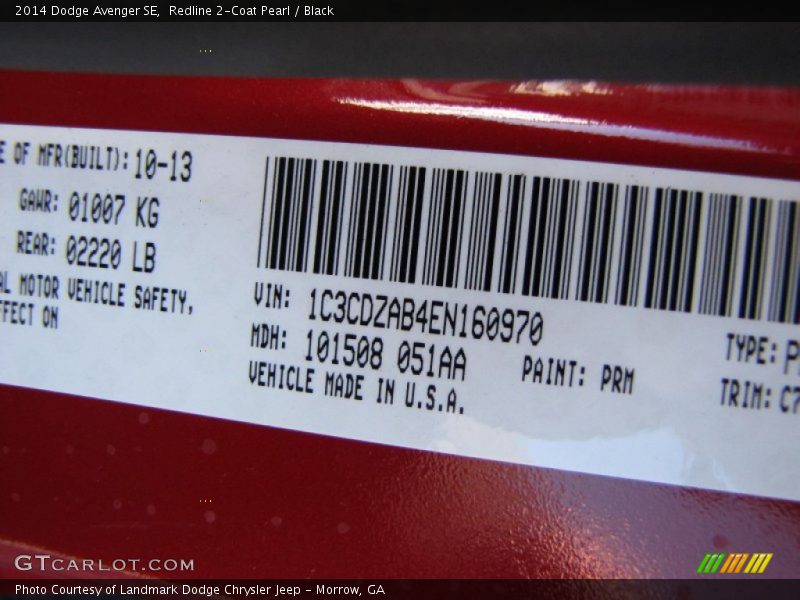 2014 Dodge Avenger SE, Redline 2-Coat Pearl / Black
E OF MFR(BUILT): 10-13
GAWR: 01007 KG
REAR: 02220 LB
AL MOTOR VEHICLE SAFETY,
FFECT ON
VIN: 1C3CDZAB4EN160970
MDH: 101508 051AA
PAINT: PRM
VEHICLE MADE IN U.S.A.
TYPE: P
TRIM: C7
GTCARLOT.COM
Photo Courtesy of Landmark Dodge Chrysler Jeep - Morrow, GA